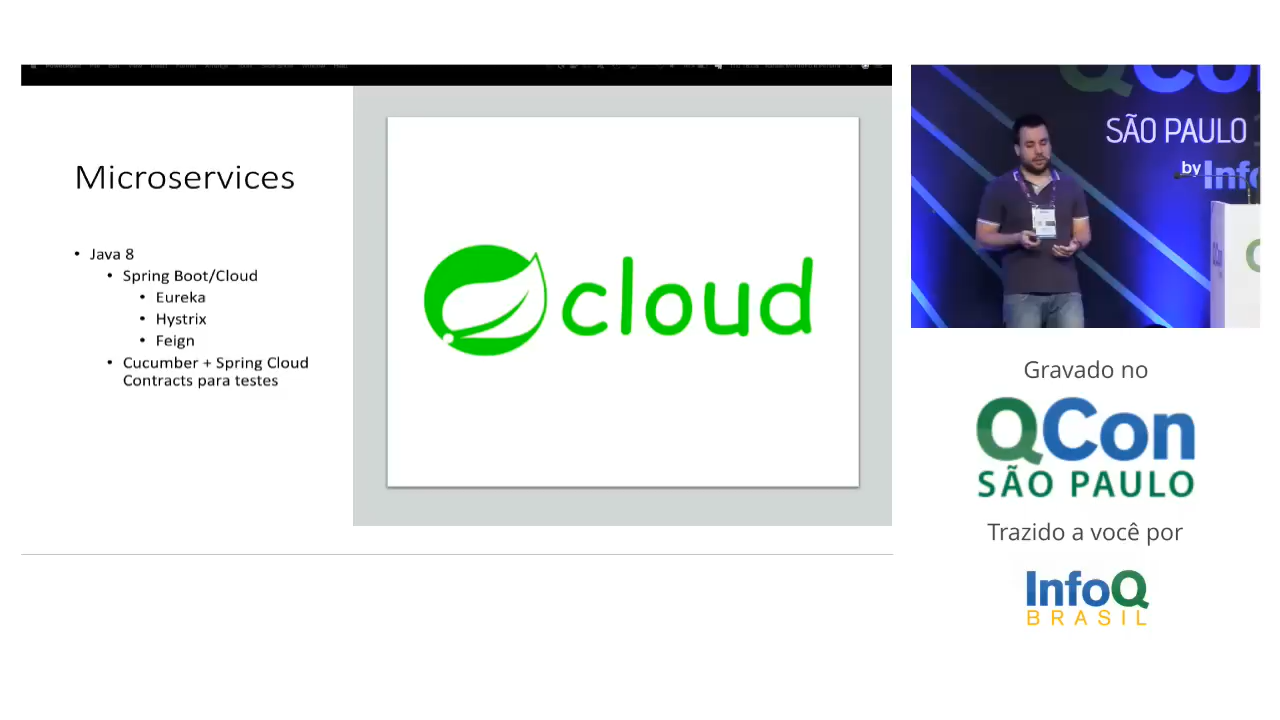 Microservices
• Java 8
• Spring Boot/Cloud
• Eureka
• Hystrix
• Feign
• Cucumber + Spring Cloud
Contracts para testes
cloud
QCon
SÃO PAULO
by Info
Gravado no
QCon
SÃO PAULO
Trazido a você por
InfoQ
BRASIL